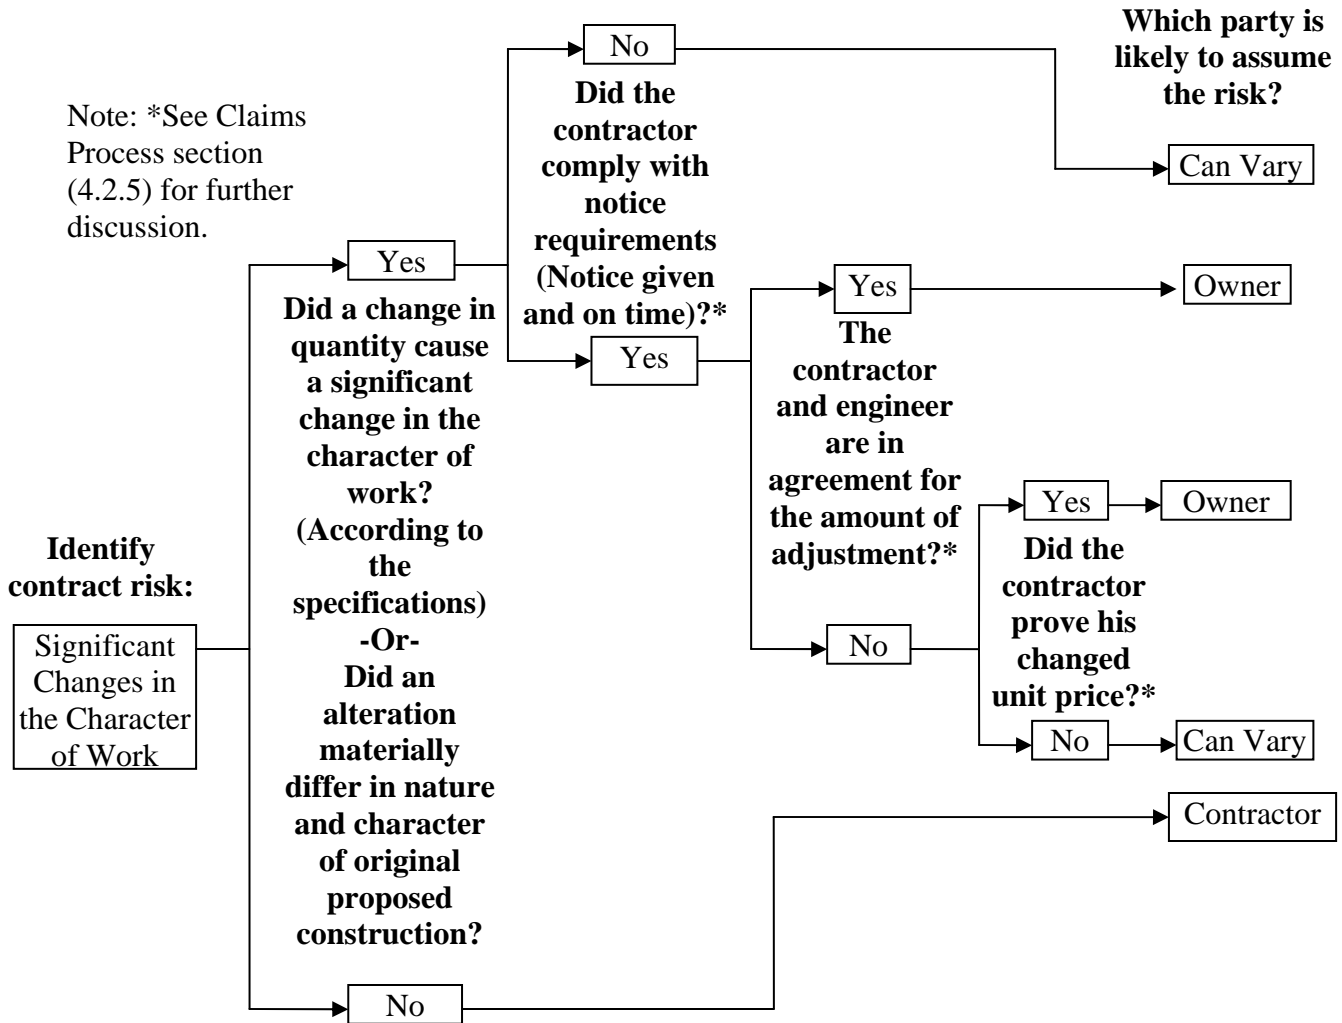 Note: *See Claims
Process section
(4.2.5) for further
discussion.
Identify
contract risk:
Significant
Changes in
the Character
of Work
Yes
Did a change in
quantity cause
a significant
change in the
character of
work?
(According to
the
specifications)
-Or-
Did an
alteration
materially
differ in nature
and character
of original
proposed
construction?
No
No
Did the
contractor
comply with
notice
requirements
(Notice given
and on time)?*
Yes
Yes
The
contractor
and engineer
are in
agreement for
the amount of
adjustment?*
No
Yes
Did the
contractor
prove his
changed
unit price?*
No
Which party is
likely to assume
the risk?
Can Vary
Owner
Owner
Can Vary
Contractor